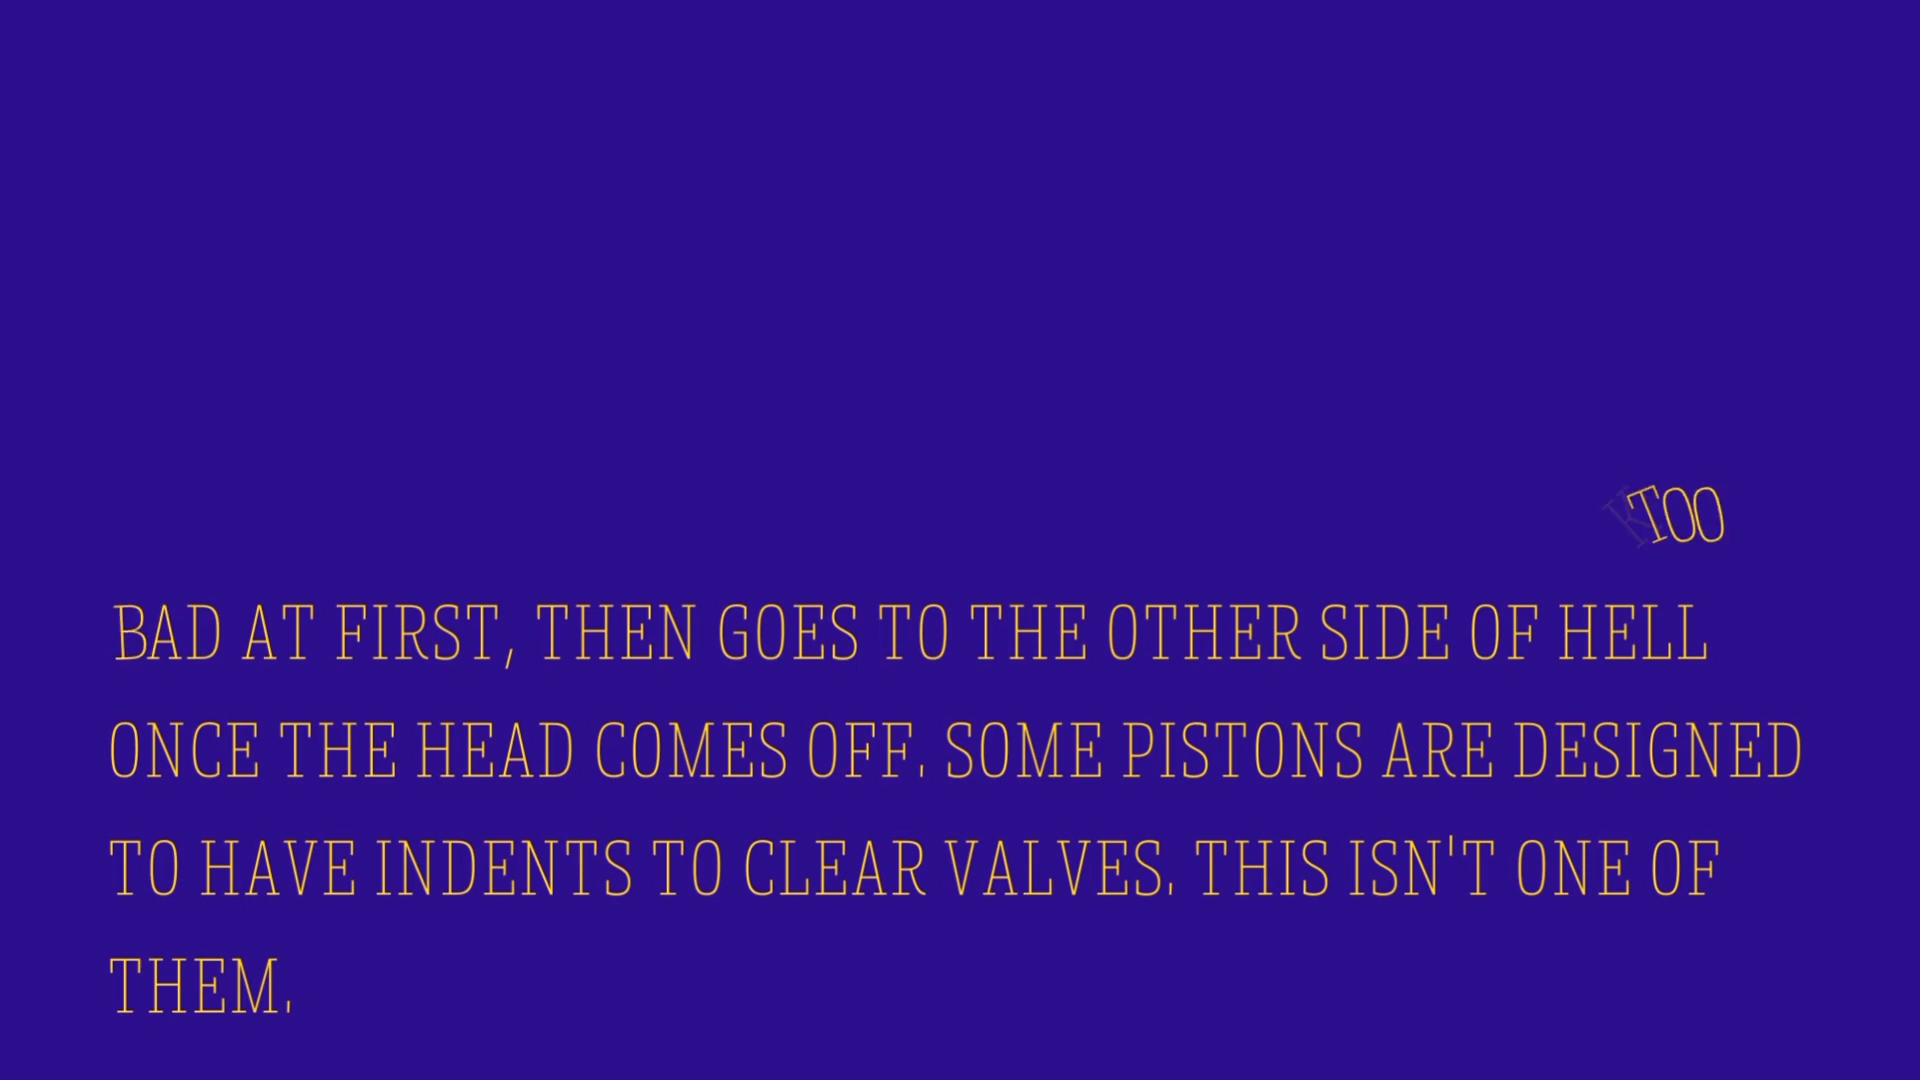 TOO
BAD AT FIRST, THEN GOES TO THE OTHER SIDE OF HELL
ONCE THE HEAD COMES OFF. SOME PISTONS ARE DESIGNED
TO HAVE INDENTS TO CLEAR VALVES. THIS ISN'T ONE OF
THEM.